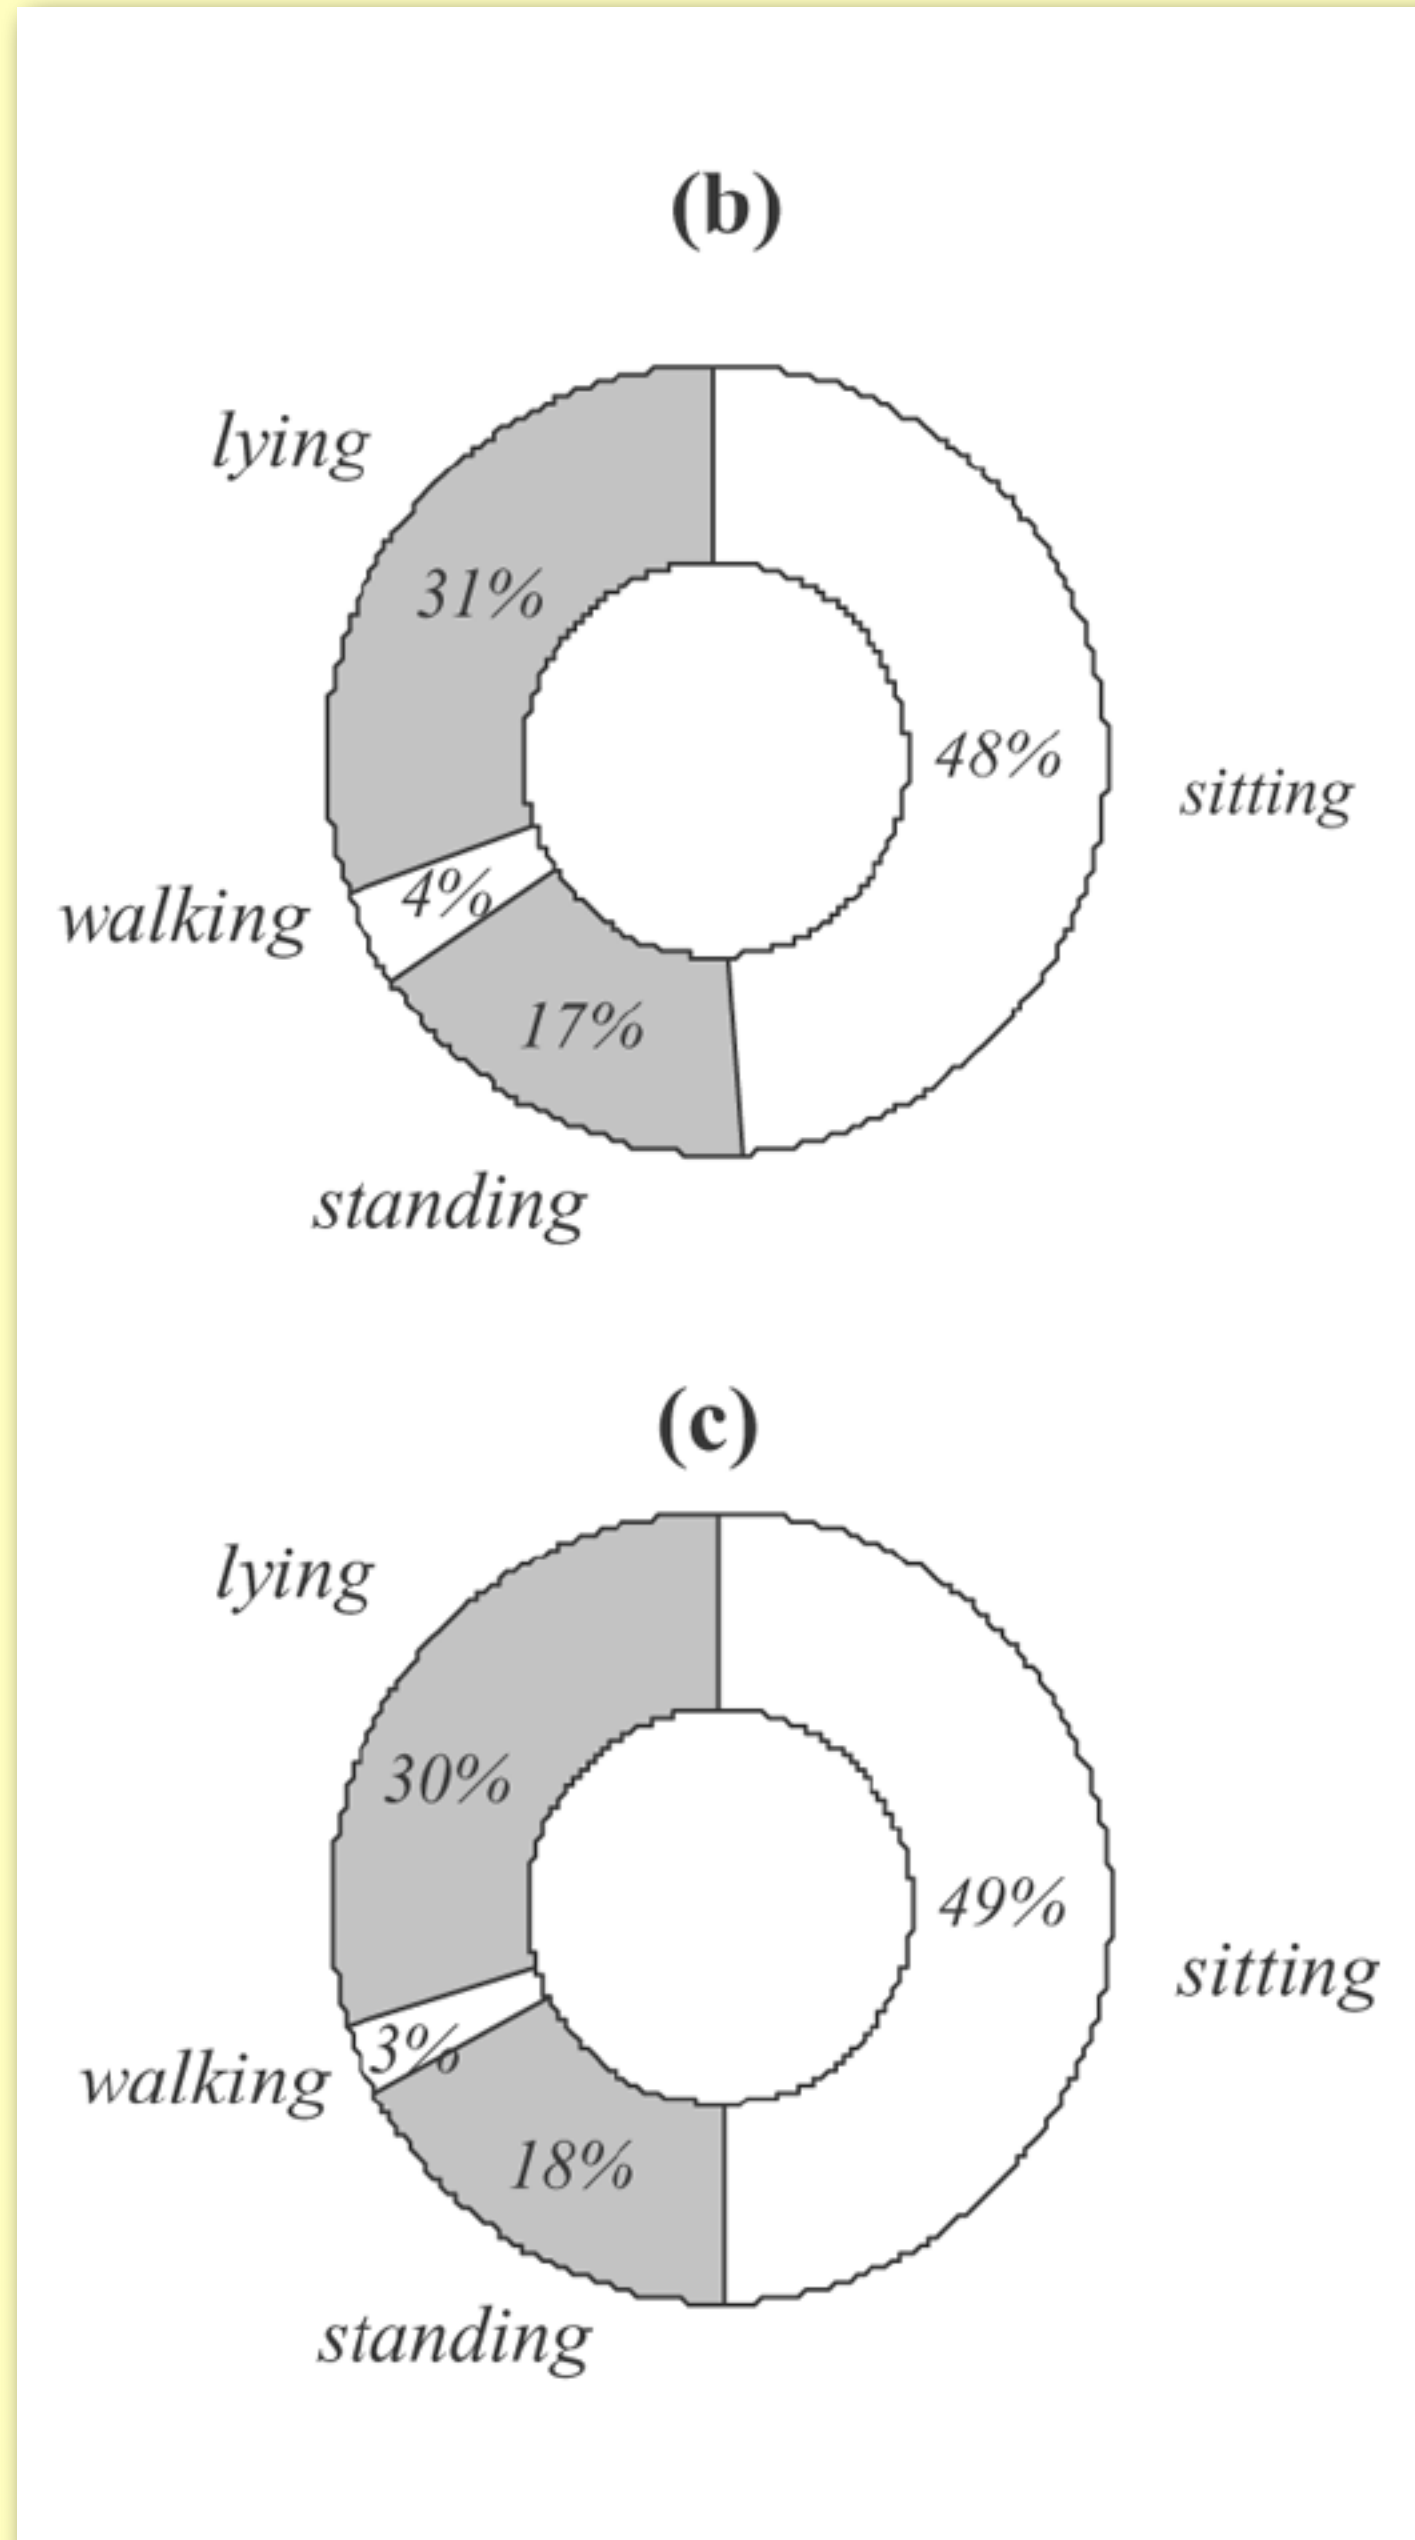 (b)
lying
31%
48%
sitting
4%
walking
17%
standing
(c)
lying
30%
49%
sitting
3%
walking
18%
standing